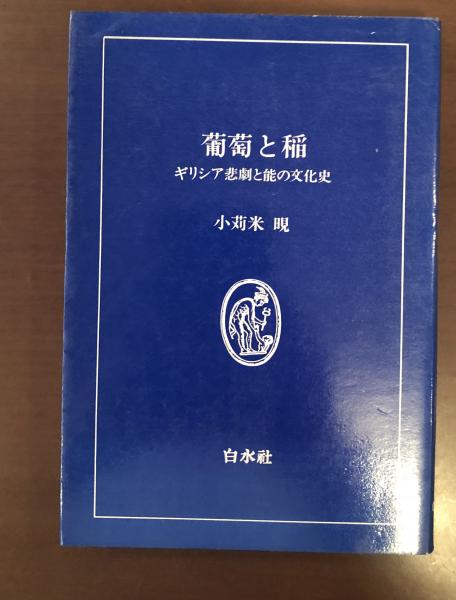 葡萄と稲
ギリシア悲劇と能の文化史
小苅米 晛
白水社